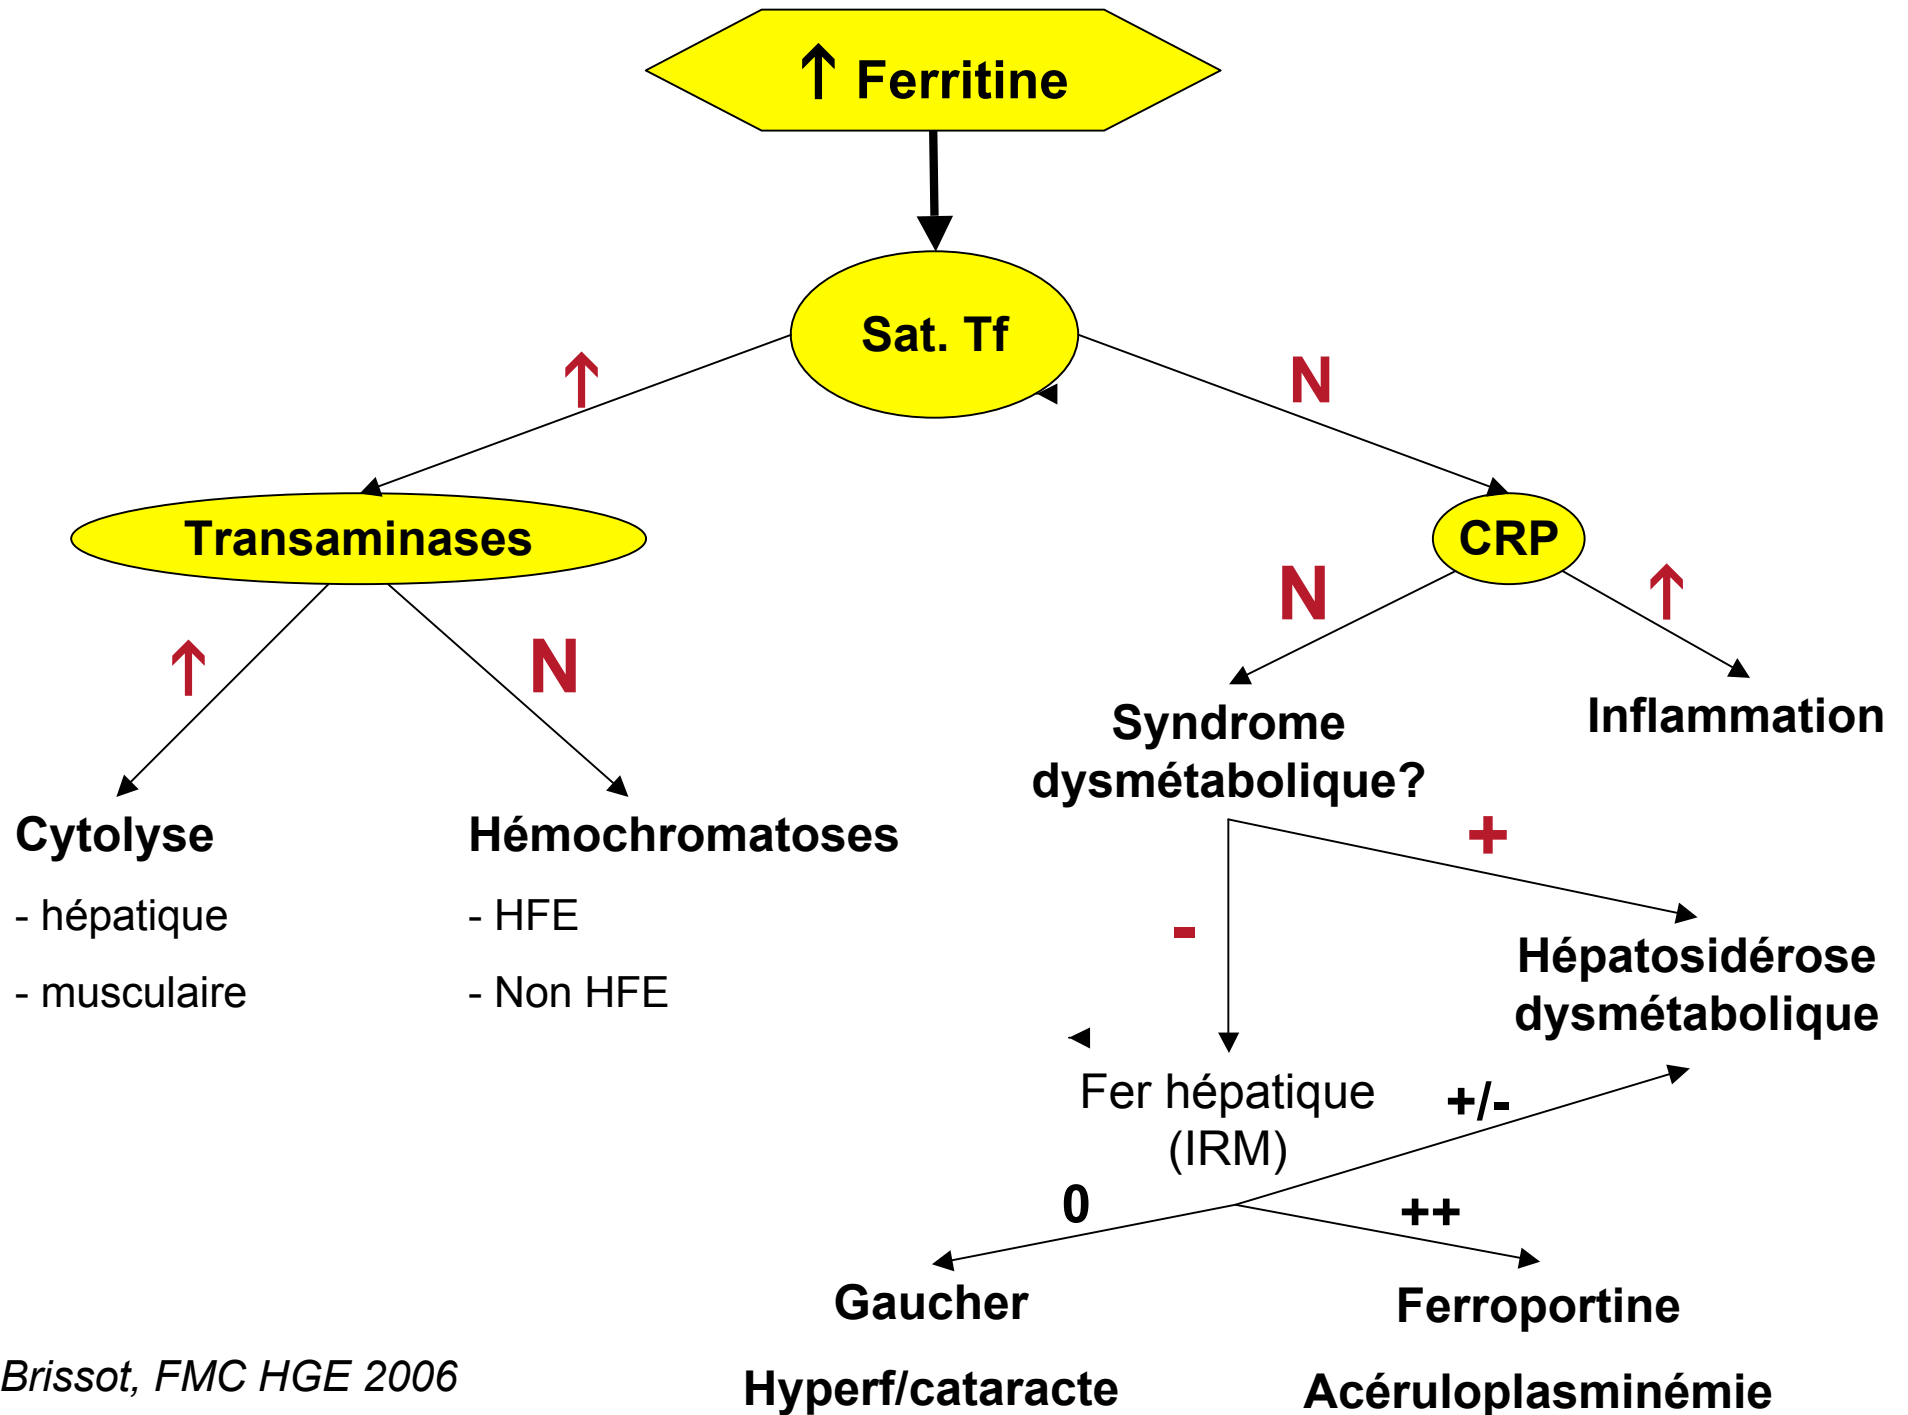 ↑ Ferritine
Sat. Tf
↑
N
Transaminases
CRP
N
↑
↑
N
Syndrome
dysmétabolique?
Inflammation
Cytolyse
- hépatique
- musculaire
Hémochromatoses
- HFE
- Non HFE
+
-
Hépatosidérose
dysmétabolique
Fer hépatique
(IRM)
+/-
0
++
Gaucher
Hyperf/cataracte
Ferroportine
Acéruloplasminémie
Brissot, FMC HGE 2006